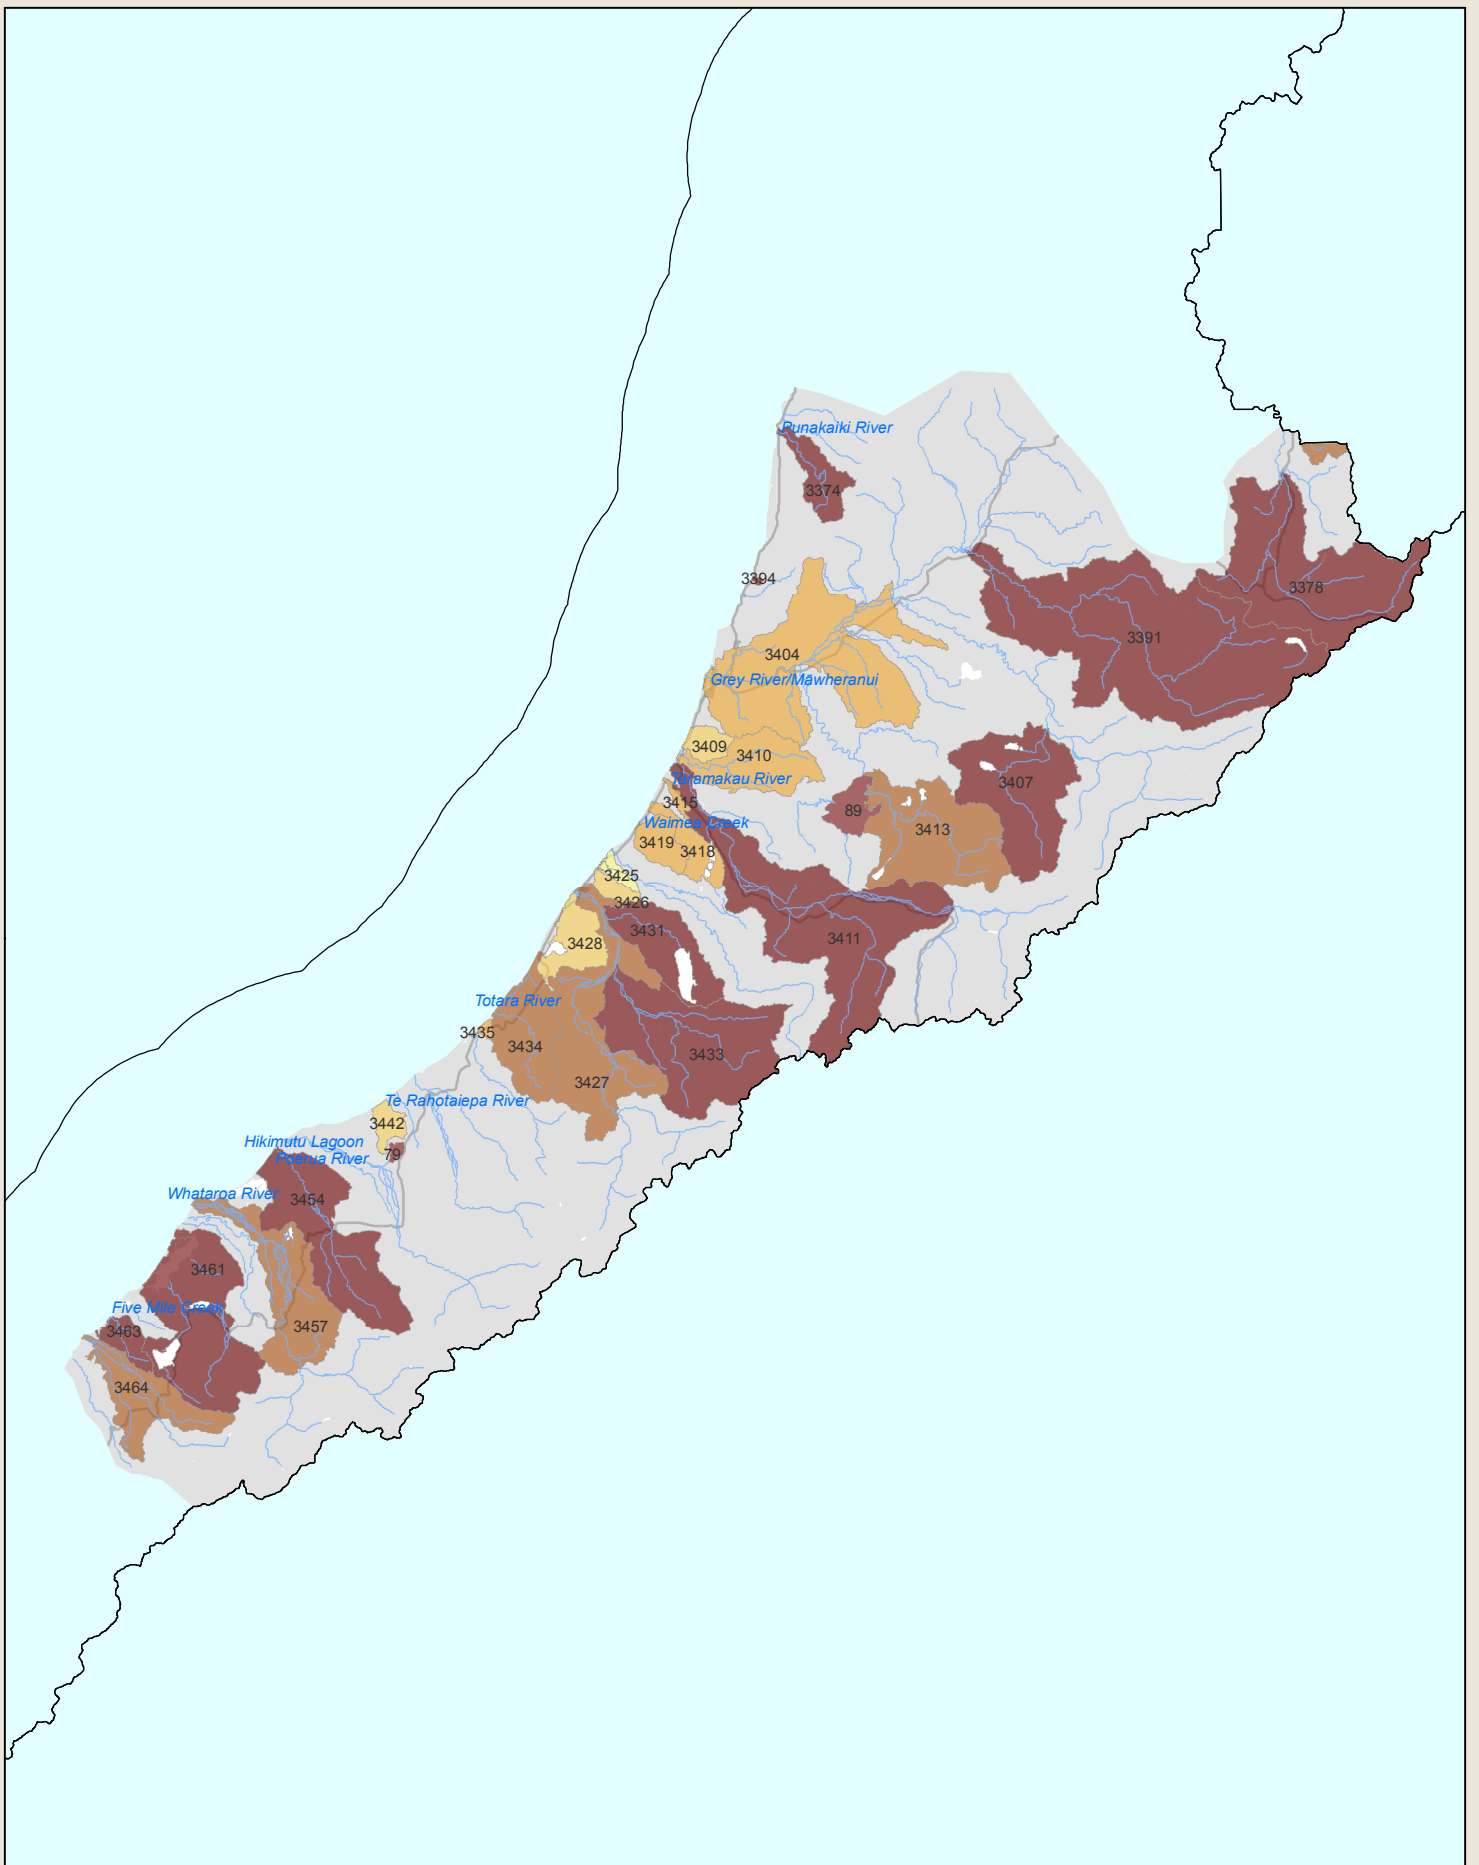 Punakaiki River
3374
3394
3378
3391
3404
Grey River/Māwheranui
3409
3410
Taramakau River
3407
3415
89
Waimea Creek
3413
3419
3418
3425
3426
3431
3411
3428
Totara River
3435
3434
3433
3427
Te Rahotaiepa River
3442
Hikimutu Lagoon
79
Poerua River
Whataroa River
3454
3461
Five Mile Creek
3463
3457
3464